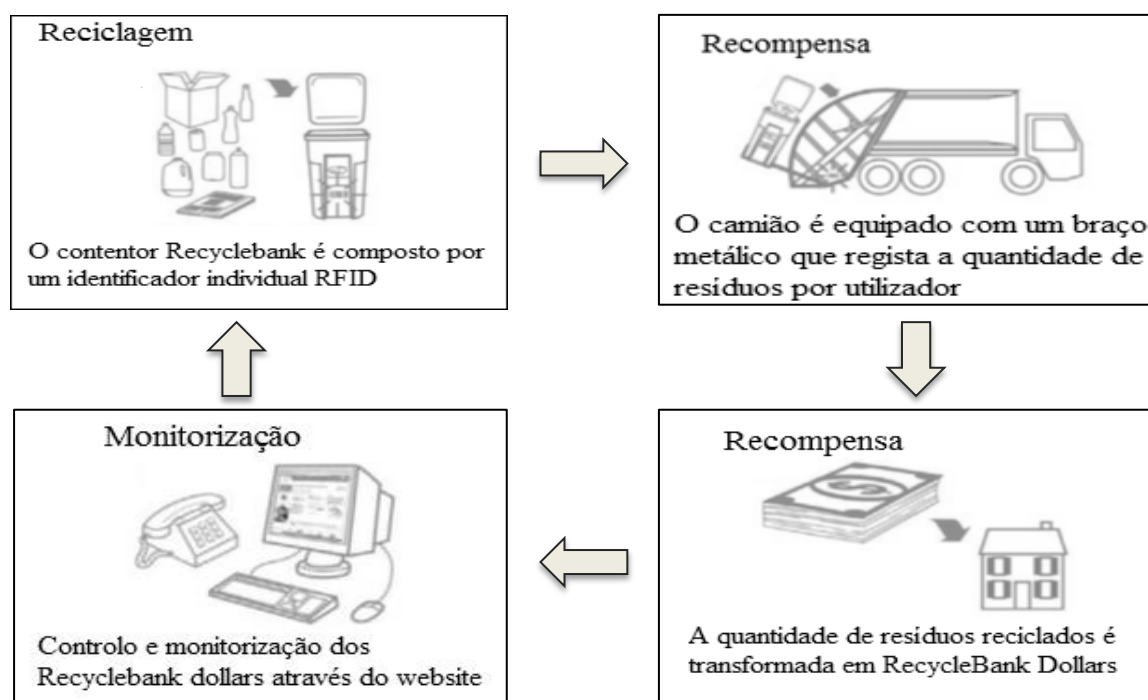 Reciclagem
O contentor Recyclebank é composto por
um identificador individual RFID
Recompensa
O camião é equipado com um braço
metálico que regista a quantidade de
resíduos por utilizador
Recompensa
A quantidade de resíduos reciclados é
transformada em RecycleBank Dollars
Monitorização
Controlo e monitorização dos
Recyclebank dollars através do website